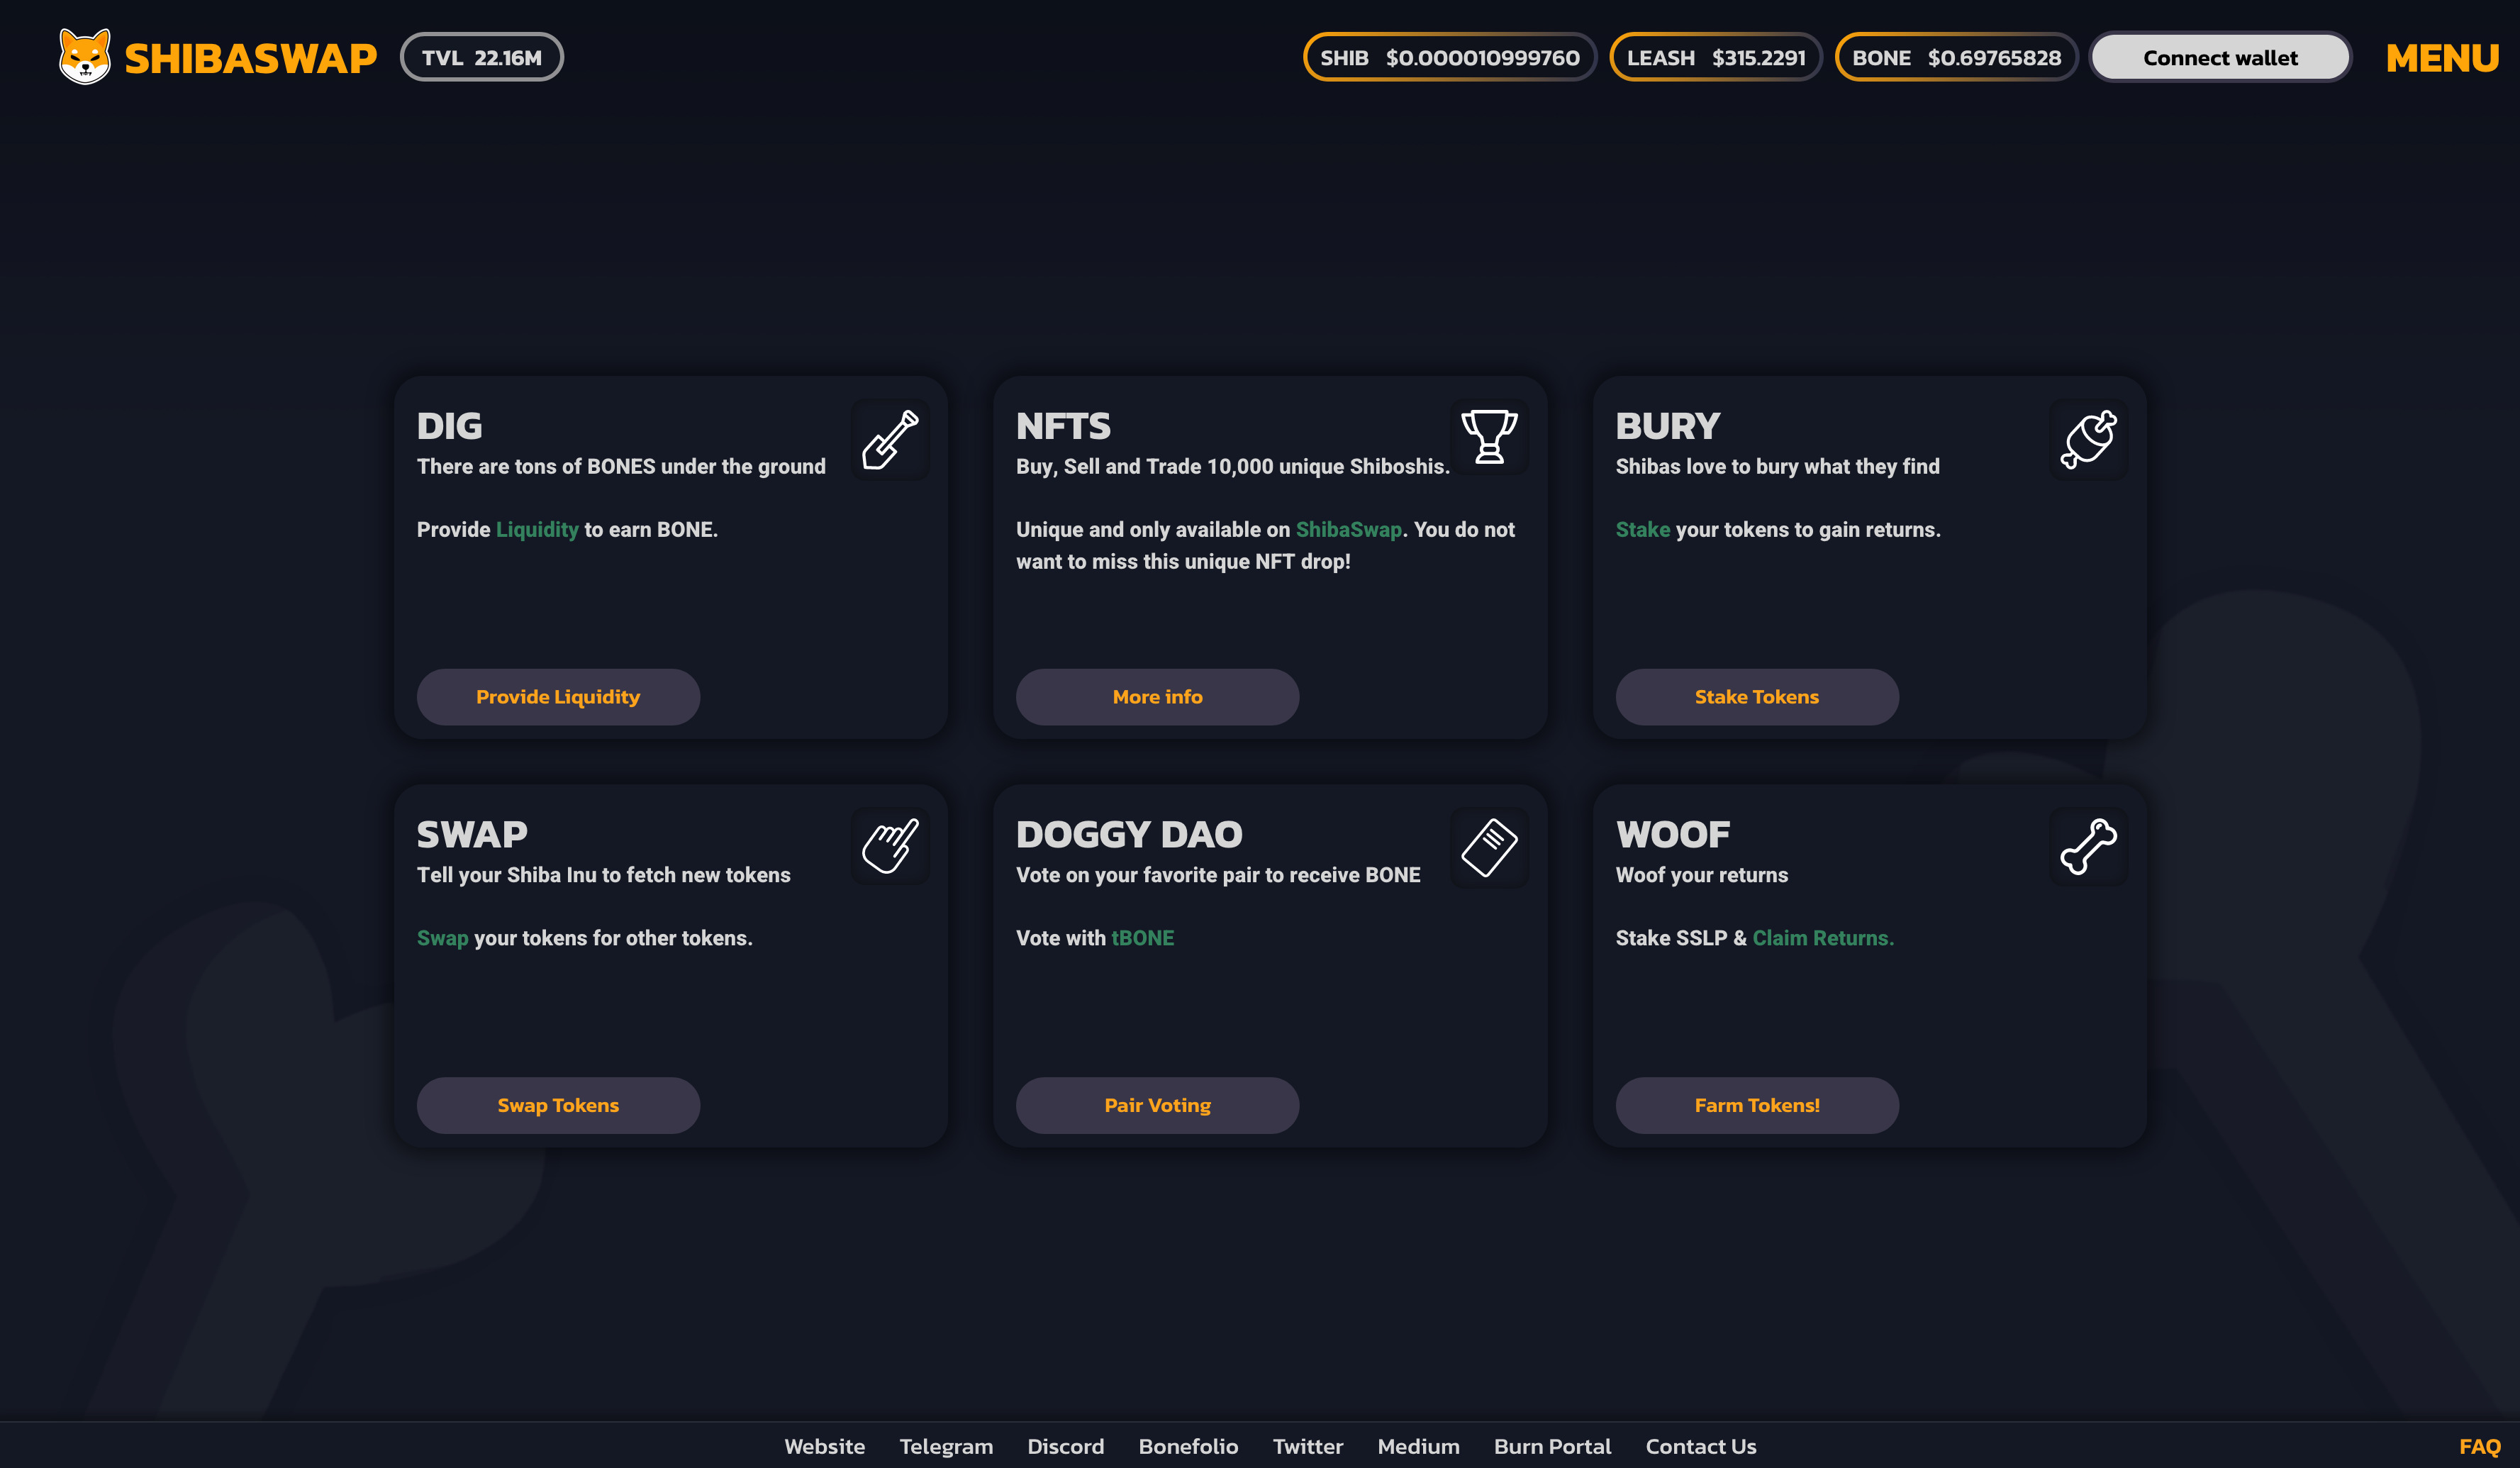 SHIBASWAP
TVL 22.16M
SHIB $0.000010999760
LEASH $315.2291
BONE $0.69765828
Connect wallet
MENU
DIG
There are tons of BONES under the ground
Provide Liquidity to earn BONE.
Provide Liquidity
NFTS
Buy, Sell and Trade 10,000 unique Shiboshis.
Unique and only available on ShibaSwap. You do not
want to miss this unique NFT drop!
More info
BURY
Shibas love to bury what they find
Stake your tokens to gain returns.
Stake Tokens
SWAP
Tell your Shiba Inu to fetch new tokens
Swap your tokens for other tokens.
Swap Tokens
DOGGY DAO
Vote on your favorite pair to receive BONE
Vote with tBONE
Pair Voting
WOOF
Woof your returns
Stake SSLP & Claim Returns.
Farm Tokens!
Website Telegram Discord Bonefolio Twitter Medium Burn Portal Contact Us
FAQ